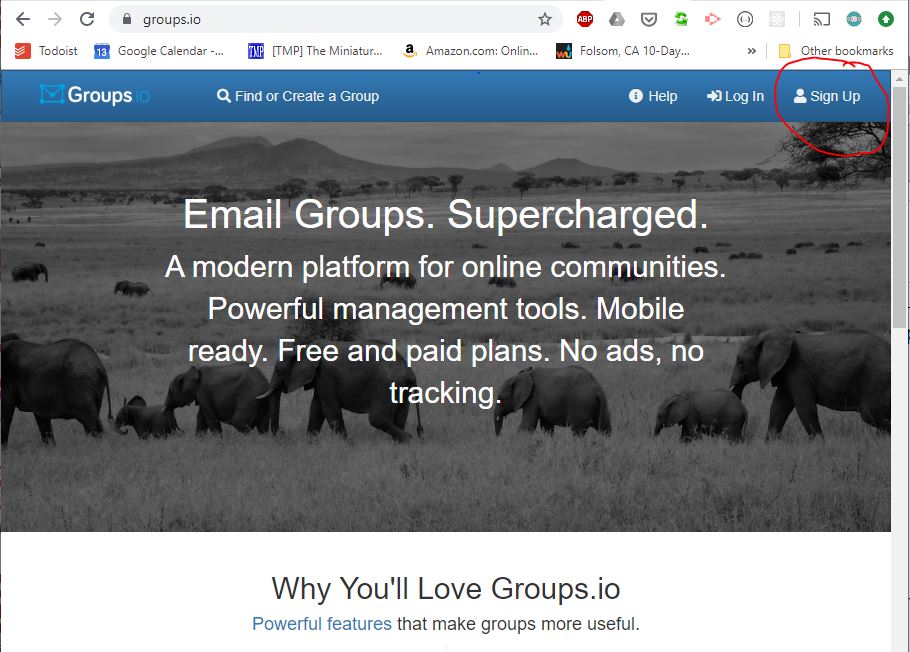 groups.io
ABP
Todoist
13 Google Calendar -...
TMP [TMP] The Miniatur...
a Amazon.com: Onlin...
wu Folsom, CA 10-Day...
»
Other bookmarks
Groups.io
Find or Create a Group
Help
Log In
Sign Up
Email Groups. Supercharged.
A modern platform for online communities.
Powerful management tools. Mobile
ready. Free and paid plans. No ads, no
tracking.
Why You'll Love Groups.io
Powerful features that make groups more useful.